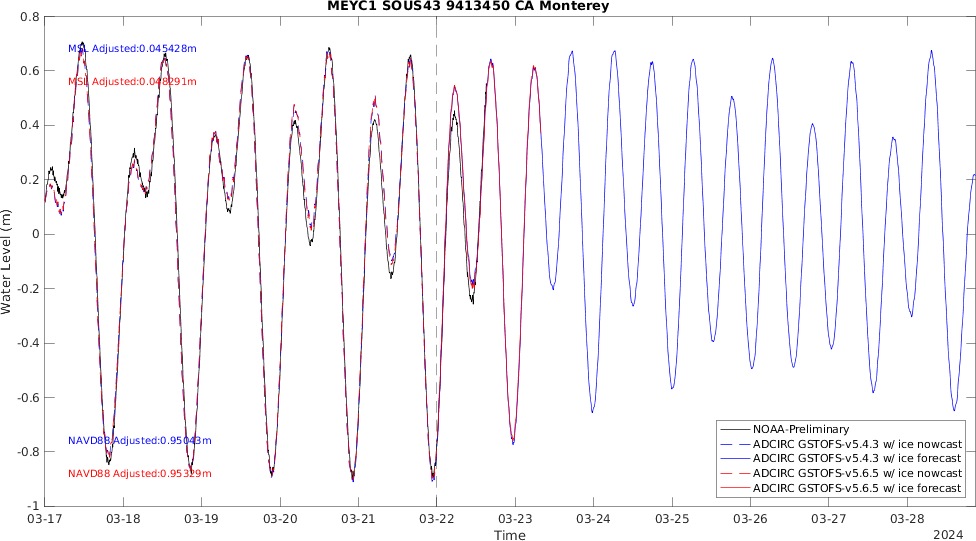 MEYC1 SOUS43 9413450 CA Monterey
0.8
0.6
0.4
0.2
0
-0.2
-0.4
-0.6
-0.8
-1
Water Level (m)
MSL Adjusted:0.045428m
MSL Adjusted:0.048291m
NAVD88 Adjusted:0.95043m
NAVD88 Adjusted:0.95329m
NOAA-Preliminary
ADCIRC GSTOFS-v5.4.3 w/ ice nowcast
ADCIRC GSTOFS-v5.4.3 w/ ice forecast
ADCIRC GSTOFS-v5.6.5 w/ ice nowcast
ADCIRC GSTOFS-v5.6.5 w/ ice forecast
03-17 03-18 03-19 03-20 03-21 03-22 03-23 03-24 03-25 03-26 03-27 03-28
Time
2024